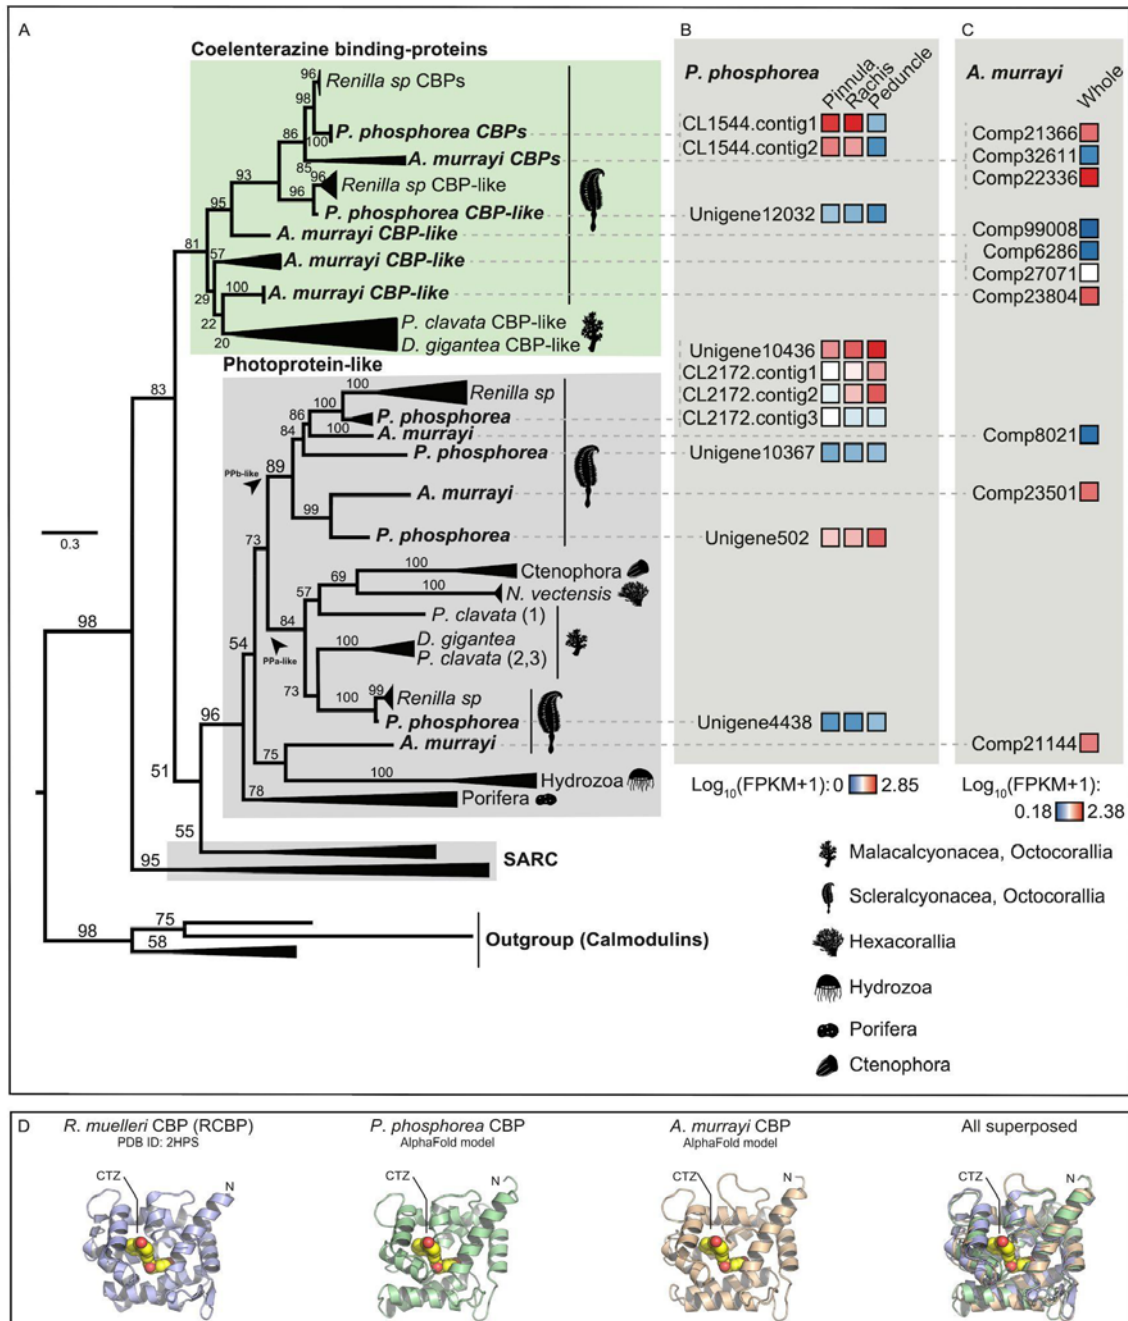 A
Coelenterazine binding-proteins
96
Renilla sp CBPs
98
86
100
P. phosphorea CBPs
A. murrayi CBPs
85
93
96
Renilla sp CBP-like
96
P. phosphorea CBP-like
95
A. murrayi CBP-like
81
57
A. murrayi CBP-like
100
A. murrayi CBP-like
29
22
P. clavata CBP-like
20
D. gigantea CBP-like
Photoprotein-like
83
100
Renilla sp
100
86
P. phosphorea
84
100
A. murrayi
P. phosphorea
PPb-like
89
A. murrayi
99
P. phosphorea
0.3
73
100
Ctenophora
69
57
100
N. vectensis
84
P. clavata (1)
98
54
PPa-like
100
D. gigantea
P. clavata (2,3)
73
99
Renilla sp
100
P. phosphorea
96
A. murrayi
75
51
100
Hydrozoa
78
Porifera
55
95
SARC
98
75
58
Outgroup (Calmodulins)
B
P. phosphorea
Pinnula
Rachis
Peduncle
CL1544.contig1
CL1544.contig2
Unigene12032
Unigene10436
CL2172.contig1
CL2172.contig2
CL2172.contig3
Unigene10367
Unigene502
Unigene4438
Log10(FPKM+1): 0 2.85
C
A. murrayi
Whole
Comp21366
Comp32611
Comp22336
Comp99008
Comp6286
Comp27071
Comp23804
Comp8021
Comp23501
Comp21144
Log10(FPKM+1):
0.18 2.38
Malacalcyonacea, Octocorallia
Scleralcyonacea, Octocorallia
Hexacorallia
Hydrozoa
Porifera
Ctenophora
D
R. muelleri CBP (RCBP)
PDB ID: 2HPS
CTZ
N
P. phosphorea CBP
AlphaFold model
CTZ
N
A. murrayi CBP
AlphaFold model
CTZ
N
All superposed
CTZ
N